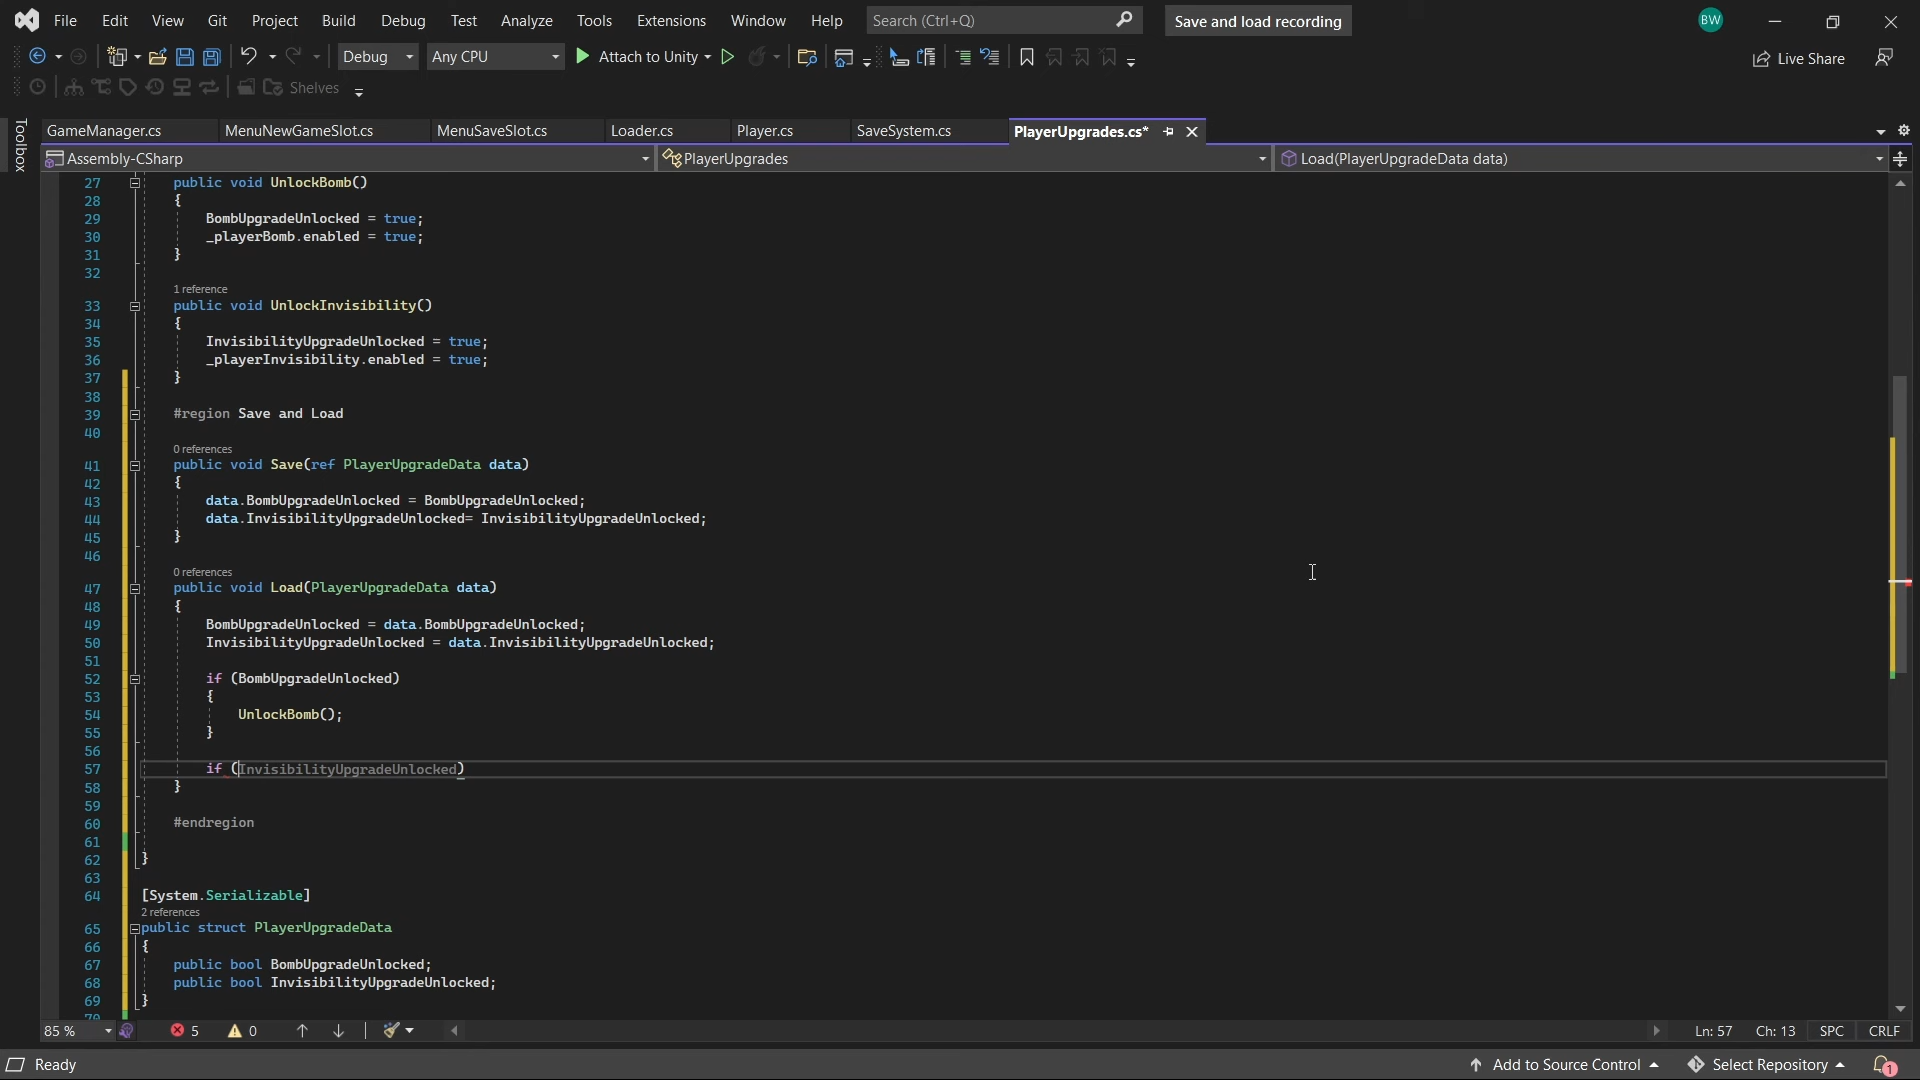 File Edit View Git Project Build Debug Test Analyze Tools Extensions Window Help Search (Ctrl+Q) Save and load recording BW
Debug Any CPU Attach to Unity Live Share
Shelves
Toolbox
GameManager.cs MenuNewGameSlot.cs MenuSaveSlot.cs Loader.cs Player.cs SaveSystem.cs PlayerUpgrades.cs*
Assembly-CSharp PlayerUpgrades Load(PlayerUpgradeData data)
27 public void UnlockBomb()
28 {
29 BombUpgradeUnlocked = true;
30 _playerBomb.enabled = true;
31 }
32
1 reference
33 public void UnlockInvisibility()
34 {
35 InvisibilityUpgradeUnlocked = true;
36 _playerInvisibility.enabled = true;
37 }
38
39 #region Save and Load
40
0 references
41 public void Save(ref PlayerUpgradeData data)
42 {
43 data.BombUpgradeUnlocked = BombUpgradeUnlocked;
44 data.InvisibilityUpgradeUnlocked= InvisibilityUpgradeUnlocked;
45 }
46
0 references
47 public void Load(PlayerUpgradeData data)
48 {
49 BombUpgradeUnlocked = data.BombUpgradeUnlocked;
50 InvisibilityUpgradeUnlocked = data.InvisibilityUpgradeUnlocked;
51
52 if (BombUpgradeUnlocked)
53 {
54 UnlockBomb();
55 }
56
57 if (InvisibilityUpgradeUnlocked)
58 }
59
60 #endregion
61
62 }
63
64 [System.Serializable]
2 references
65 public struct PlayerUpgradeData
66 {
67 public bool BombUpgradeUnlocked;
68 public bool InvisibilityUpgradeUnlocked;
69 }
70
85 % 5 0 Ln: 57 Ch: 13 SPC CRLF
Ready Add to Source Control Select Repository 1